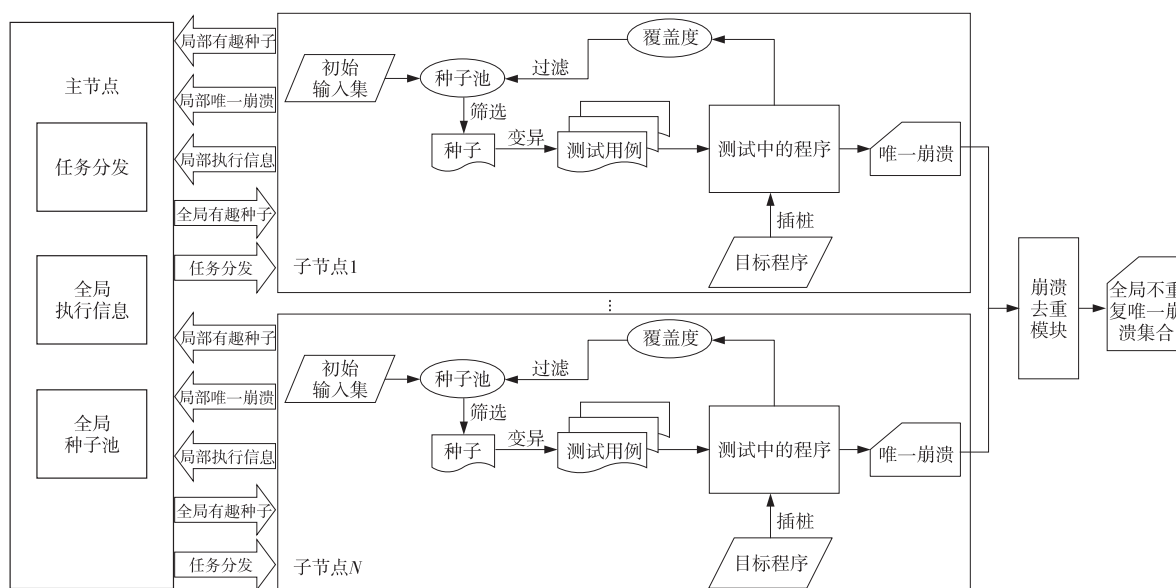 主节点
任务分发
全局
执行信息
全局
种子池
局部有趣种子
局部唯一崩溃
局部执行信息
全局有趣种子
任务分发
初始
输入集
种子池
过滤
覆盖度
筛选
种子
变异
测试用例
测试中的程序
唯一崩溃
插桩
目标程序
子节点1
⋮
局部有趣种子
局部唯一崩溃
局部执行信息
全局有趣种子
任务分发
初始
输入集
种子池
过滤
覆盖度
筛选
种子
变异
测试用例
测试中的程序
唯一崩溃
插桩
目标程序
子节点N
崩溃
去重
模块
全局不重
复唯一崩
溃集合